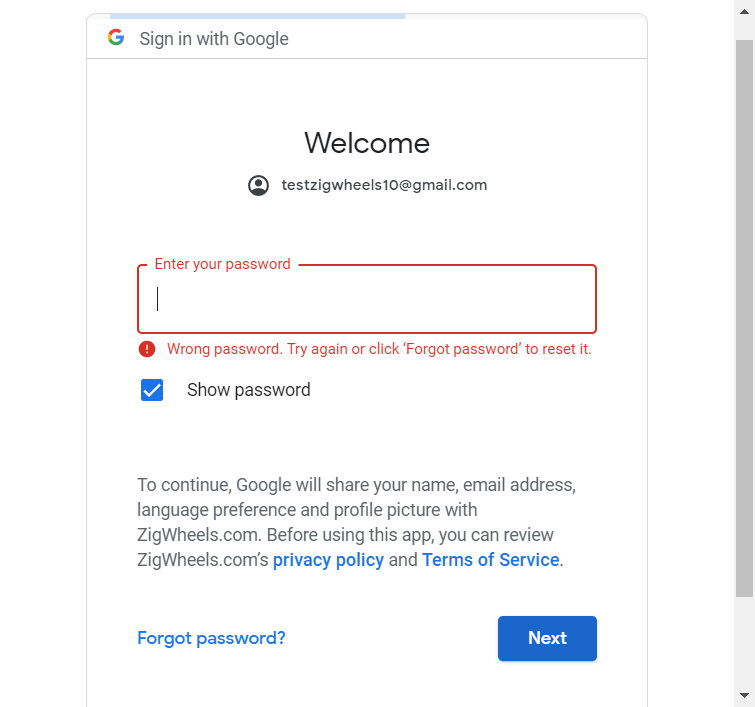 Sign in with Google
Welcome
testzigwheels10@gmail.com
Enter your password
Wrong password. Try again or click ‘Forgot password’ to reset it.
Show password
To continue, Google will share your name, email address,
language preference and profile picture with
ZigWheels.com. Before using this app, you can review
ZigWheels.com’s privacy policy and Terms of Service.
Forgot password?
Next